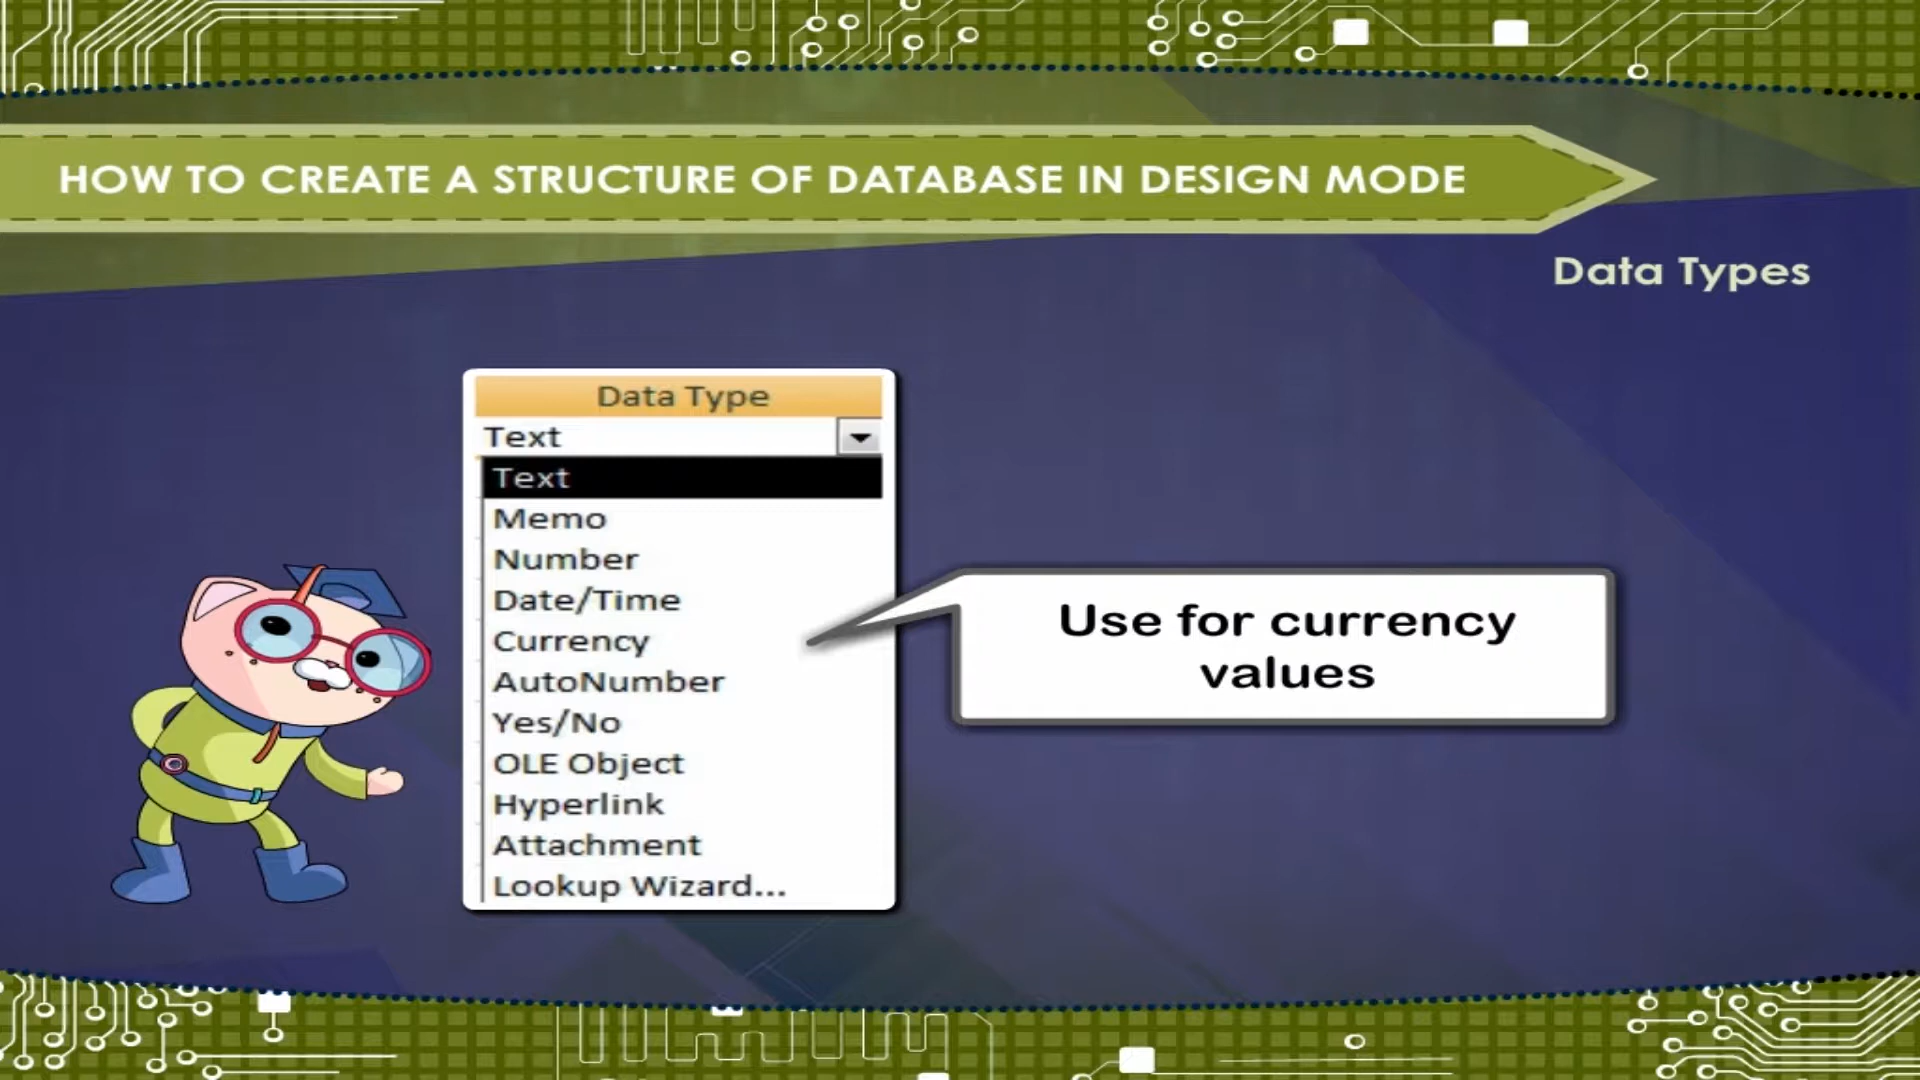 HOW TO CREATE A STRUCTURE OF DATABASE IN DESIGN MODE
Data Types
Data Type
Text
Text
Memo
Number
Date/Time
Currency
AutoNumber
Yes/No
OLE Object
Hyperlink
Attachment
Lookup Wizard...
Use for currency
values